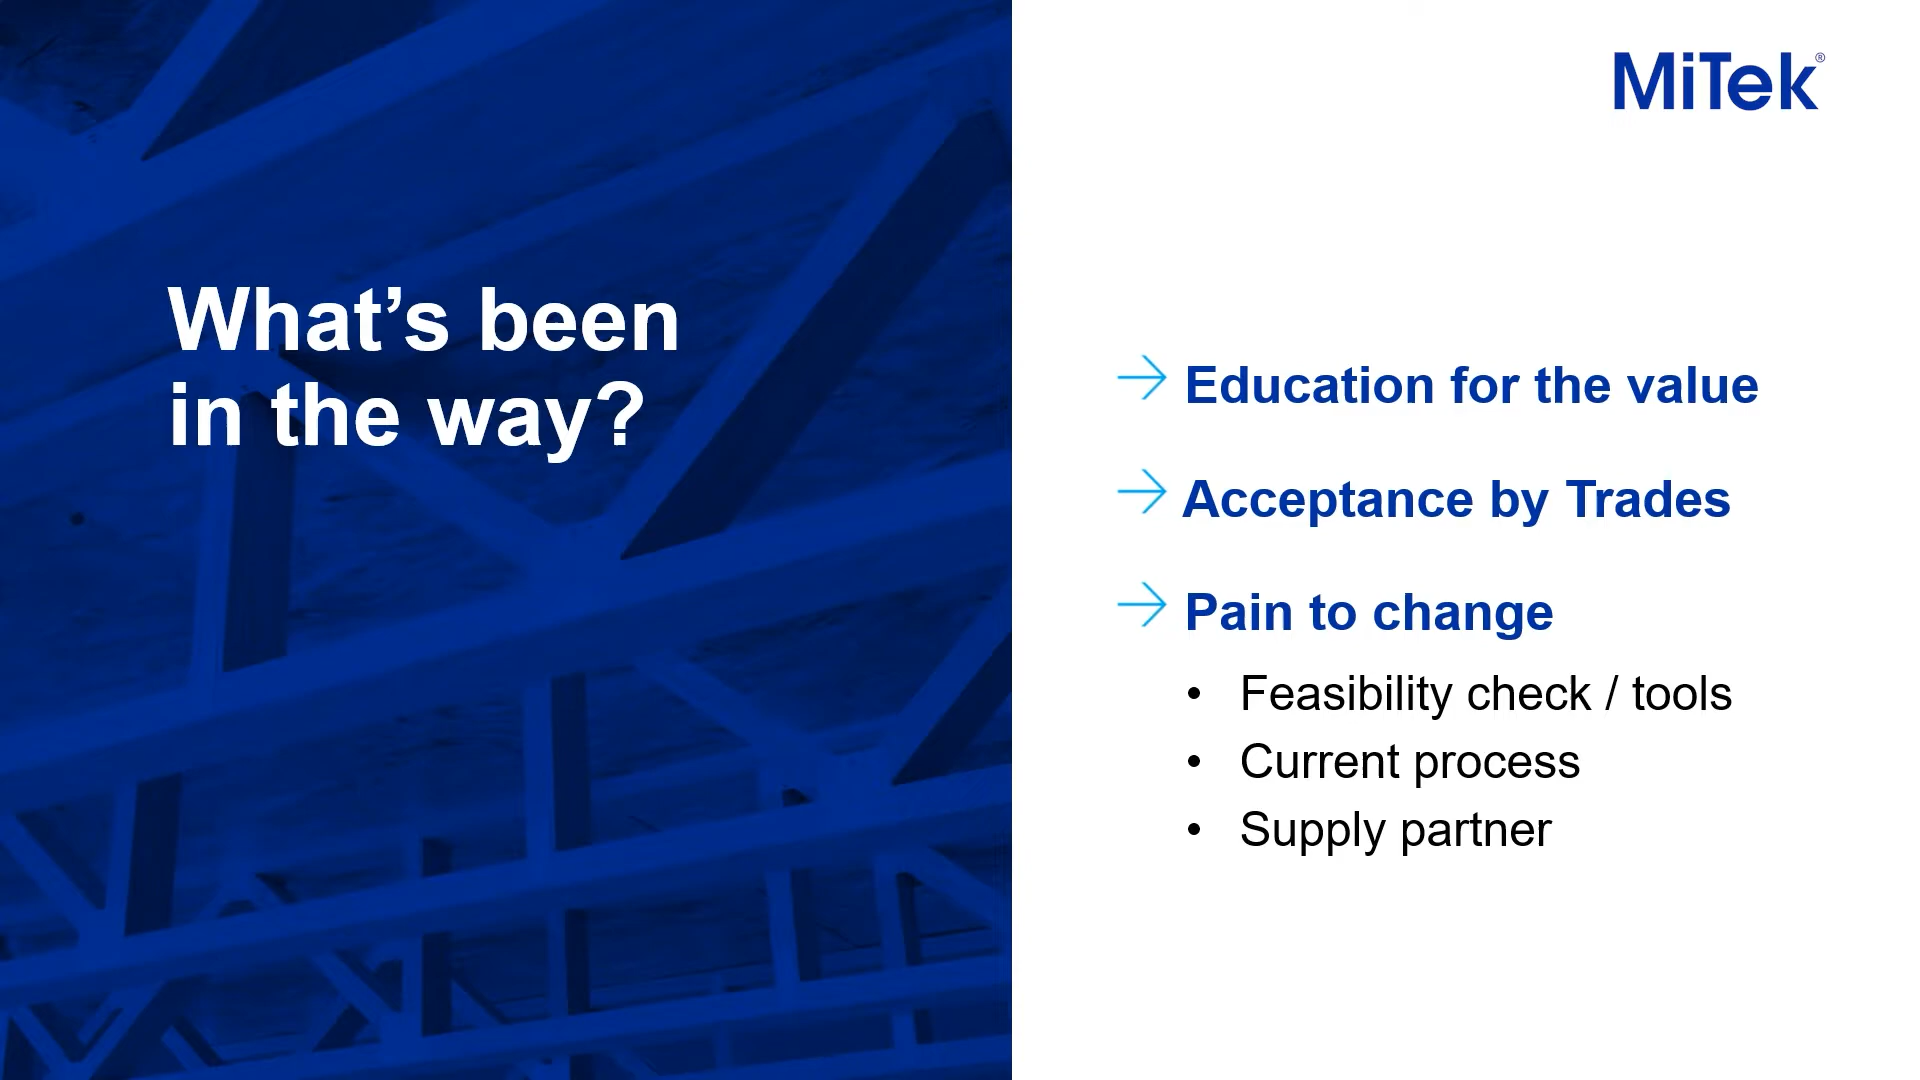 What’s been
in the way?
MiTek®
Education for the value
Acceptance by Trades
Pain to change
• Feasibility check / tools
• Current process
• Supply partner